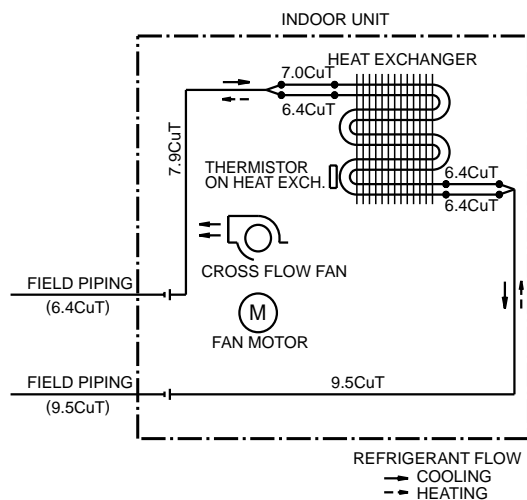 INDOOR UNIT
HEAT EXCHANGER
7.0CuT
6.4CuT
7.9CuT
THERMISTOR
ON HEAT EXCH.
6.4CuT
6.4CuT
CROSS FLOW FAN
FIELD PIPING
(6.4CuT)
M
FAN MOTOR
FIELD PIPING
(9.5CuT)
9.5CuT
REFRIGERANT FLOW
COOLING
HEATING